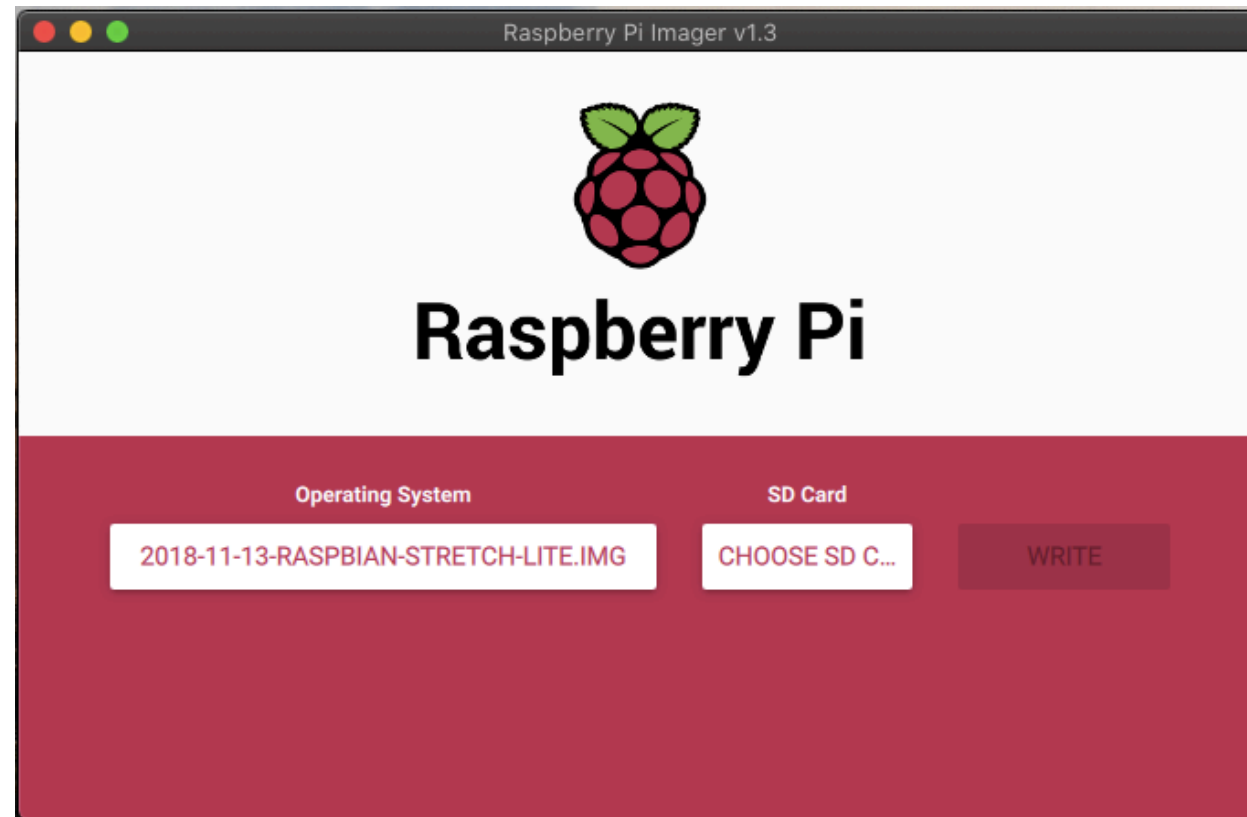 Raspberry Pi Imager v1.3
Raspberry Pi
Operating System
SD Card
2018-11-13-RASPBIAN-STRETCH-LITE.IMG
CHOOSE SD C...
WRITE